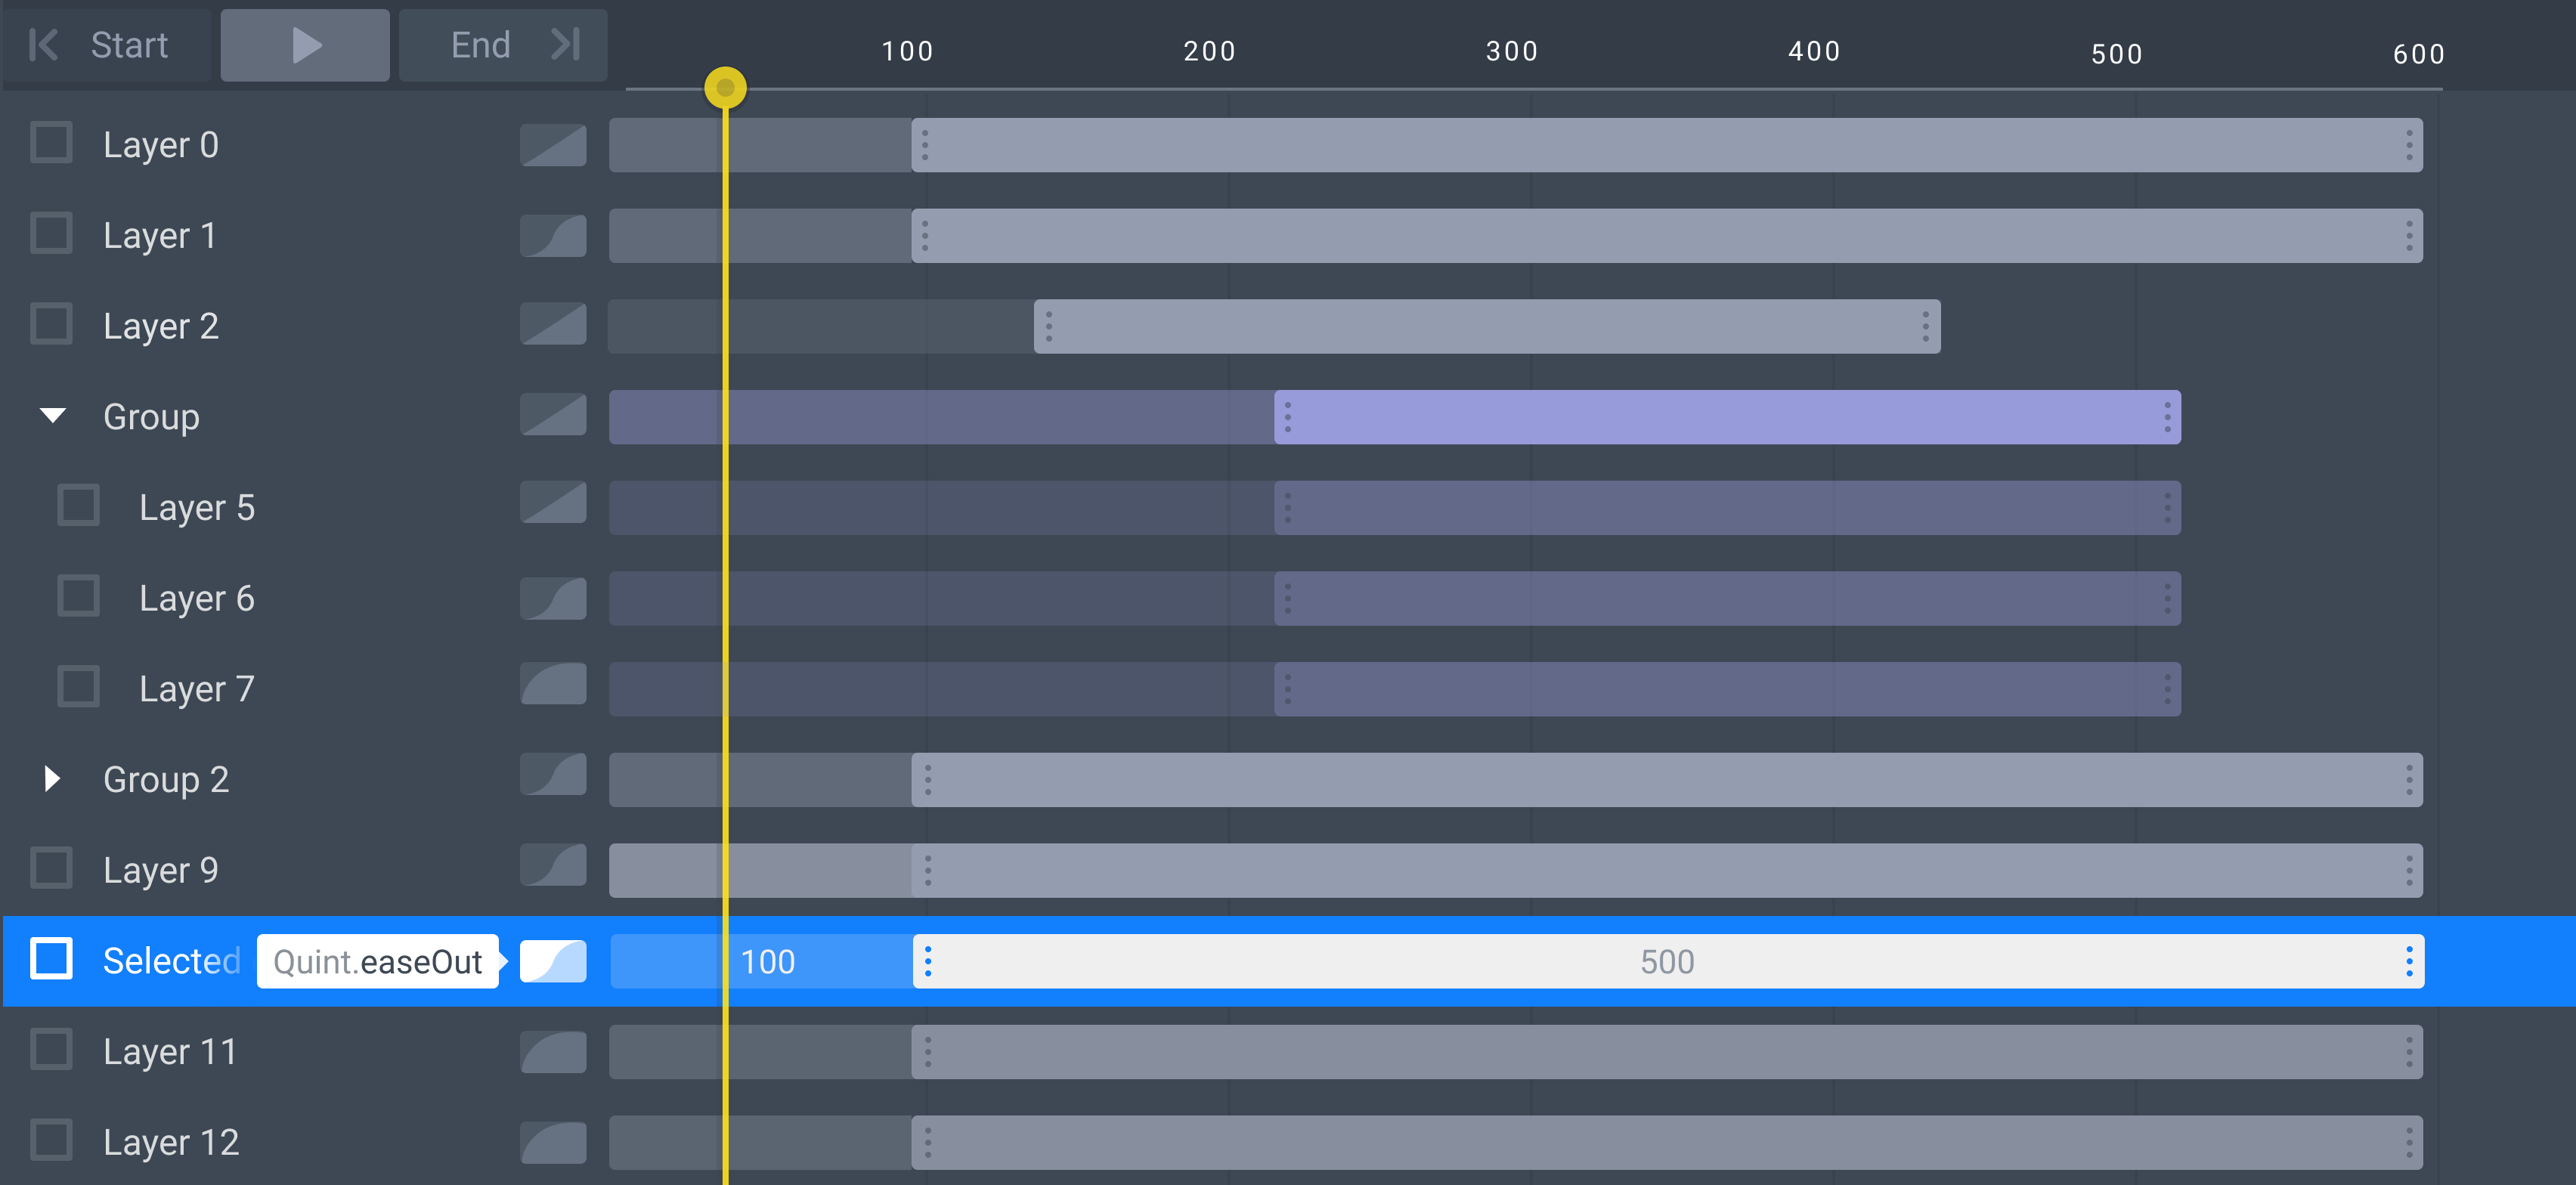 Start
End
100 200 300 400 500 600
Layer 0
Layer 1
Layer 2
Group
Layer 5
Layer 6
Layer 7
Group 2
Layer 9
Selected Quint.easeOut 100 500
Layer 11
Layer 12